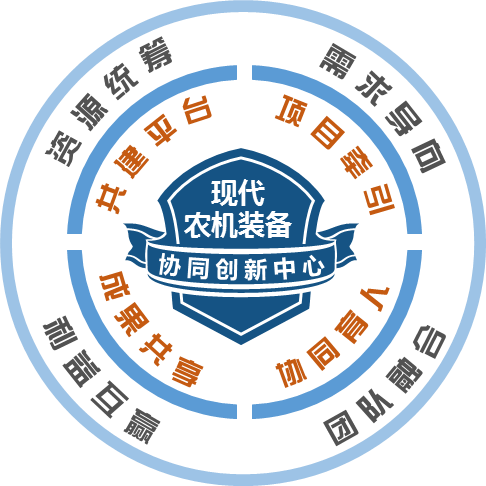 资源统筹
需求导向
共建平台
项目牵引
现代
农机装备
协同创新中心
成果共享
协同育人
利益互赢
团队融合